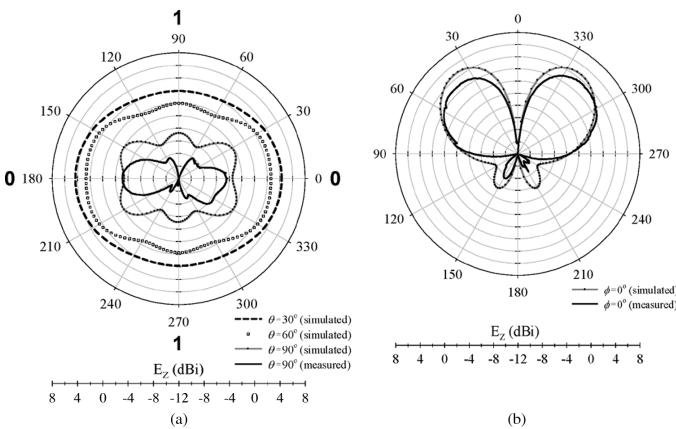 1
90
120
60
150
30
0
180
0
0
210
330
240
300
270
1
θ=30° (simulated)
θ=60° (simulated)
θ=90° (simulated)
θ=90° (measured)
E_Z (dBi)
8 4 0 -4 -8 -12 -8 -4 0 4 8
(a)
0
30
330
60
300
90
270
120
240
150
210
180
ϕ=0° (simulated)
ϕ=0° (measured)
E_Z (dBi)
8 4 0 -4 -8 -12 -8 -4 0 4 8
(b)